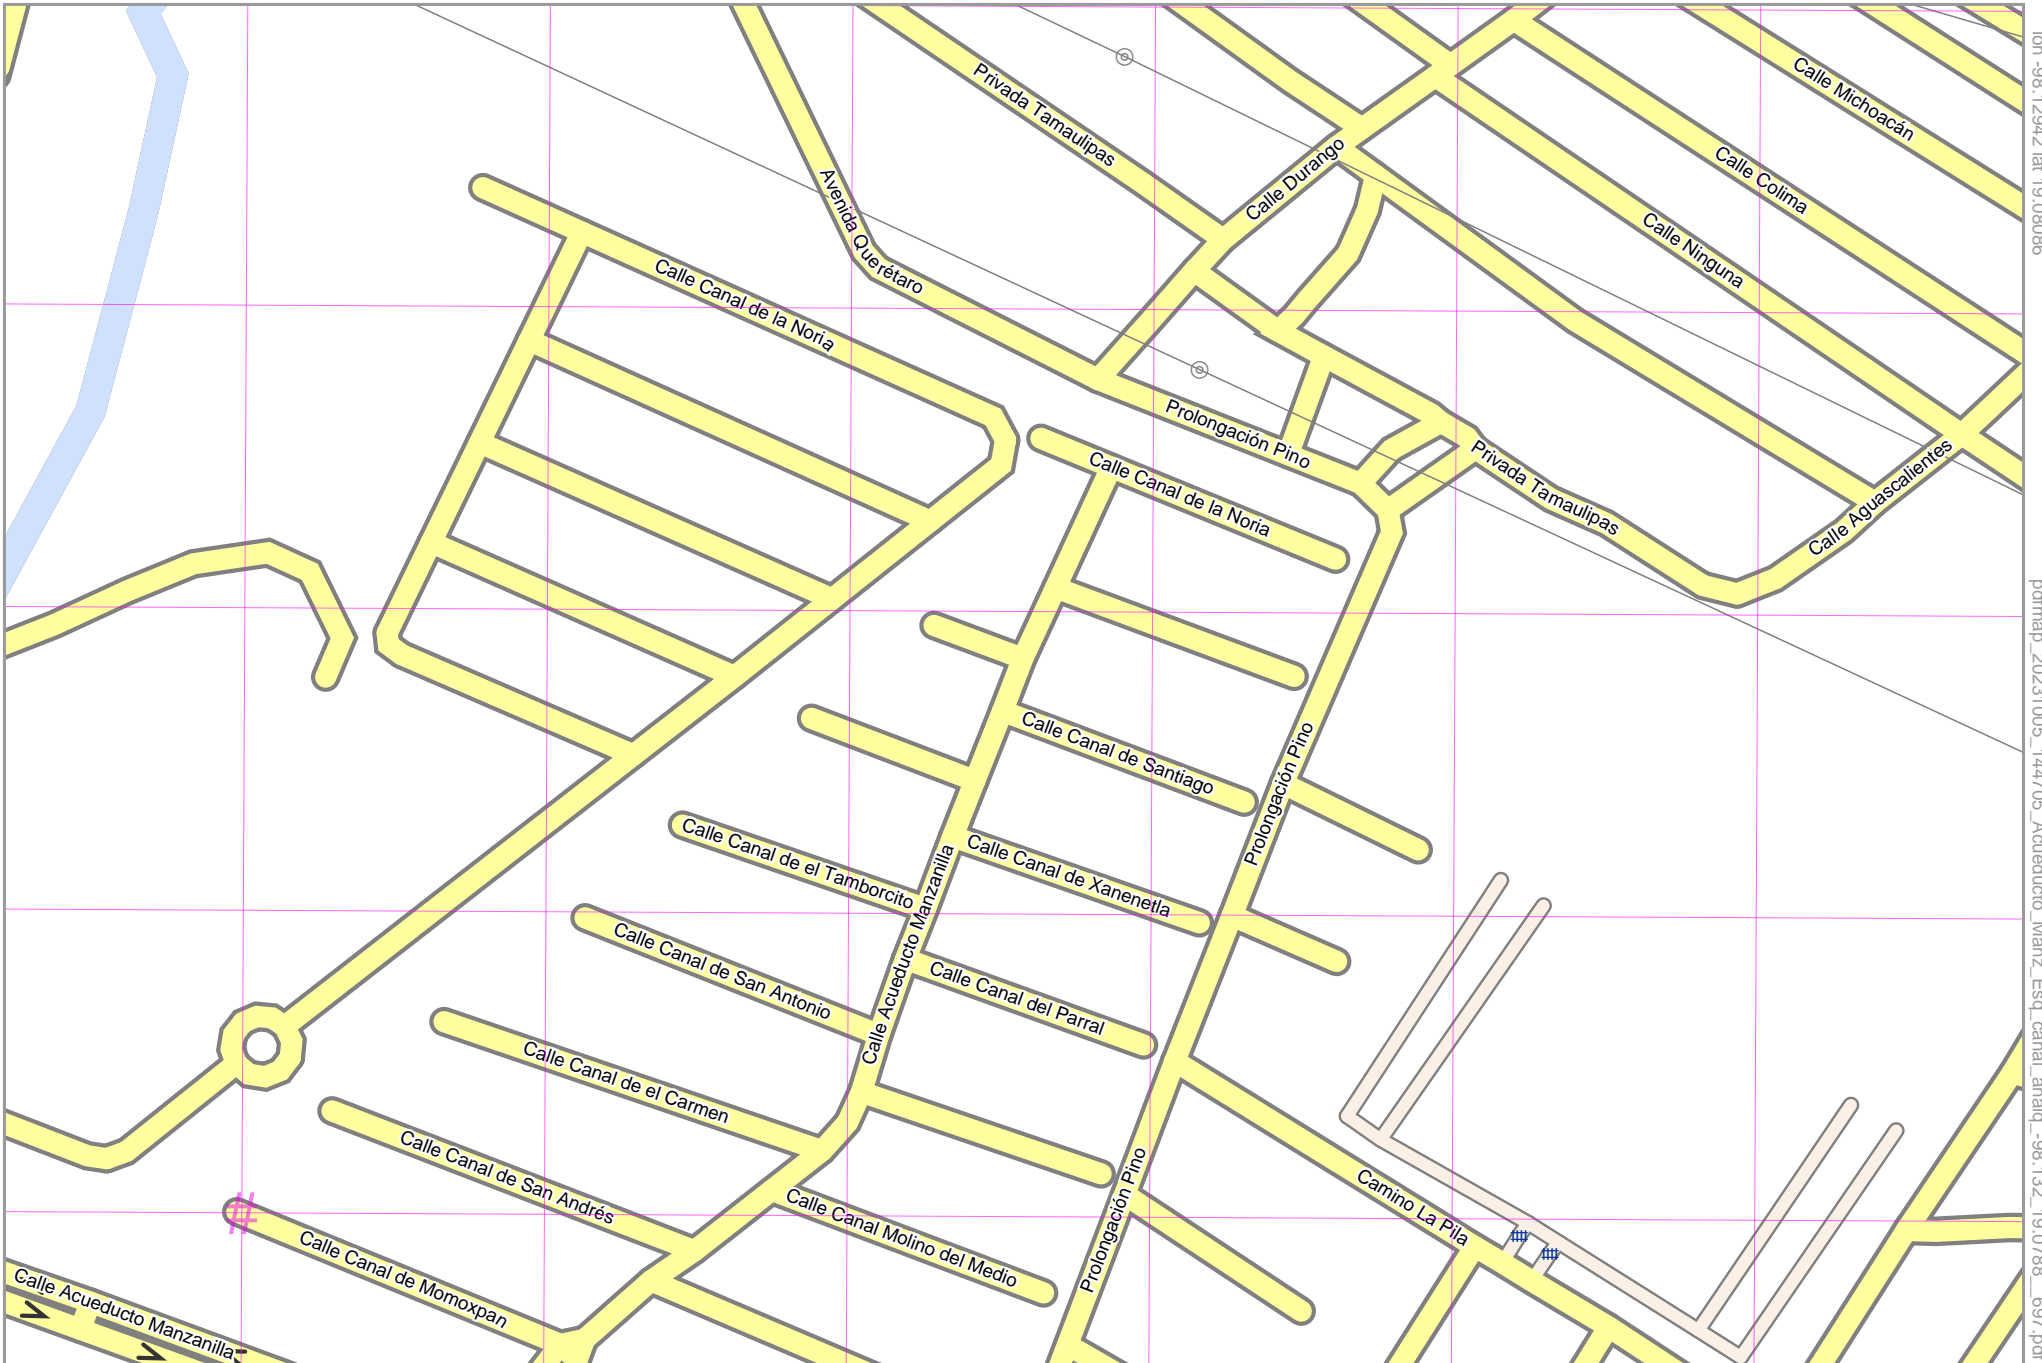 Calle Michoacán
Privada Tamaulipas
Calle Colima
Calle Durango
Calle Ninguna
Avenida Querétaro
Calle Canal de la Noria
Prolongación Pino
Calle Canal de la Noria
Privada Tamaulipas
Calle Aguascalientes
Calle Canal de Santiago
Prolongación Pino
Calle Canal de el Tamborcito
Calle Canal de Xanenetla
Calle Acueducto Manzanilla
Calle Canal de San Antonio
Calle Canal del Parral
Calle Canal de el Carmen
Calle Canal de San Andrés
Calle Canal Molino del Medio
Prolongación Pino
Camino La Pila
#
Calle Canal de Momoxpan
Calle Acueducto Manzanilla